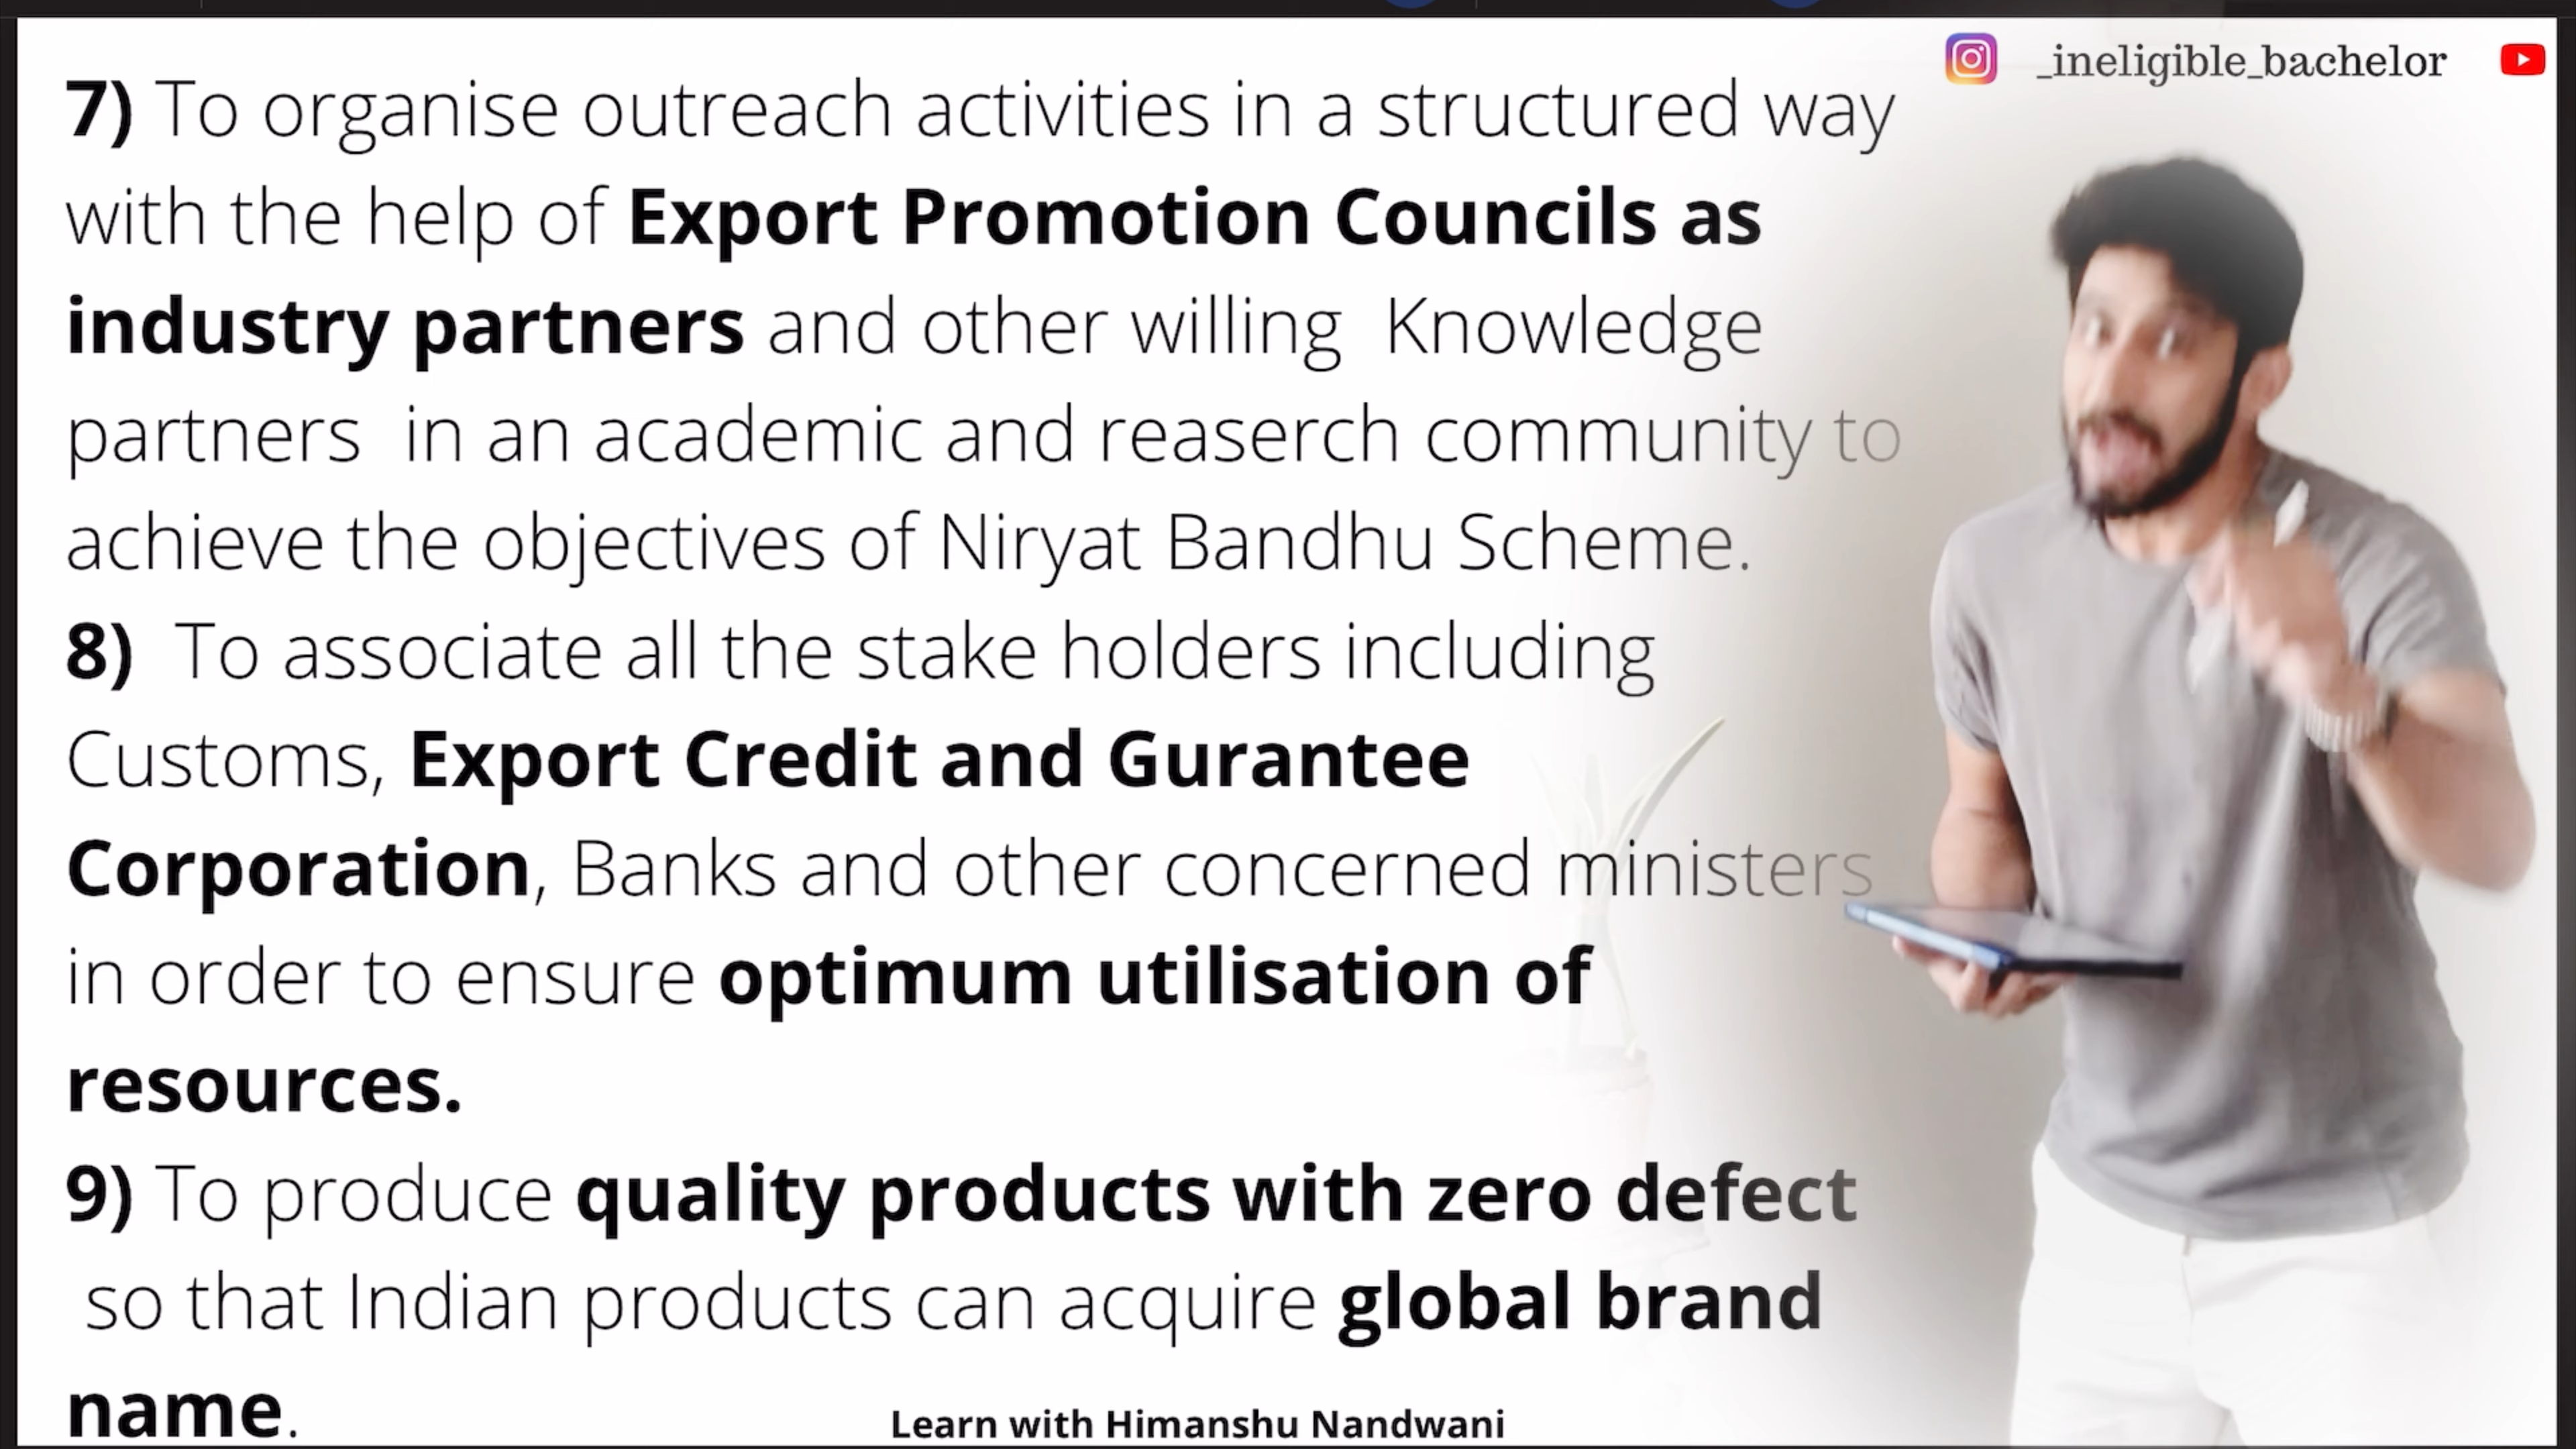 _ineligible_bachelor
7) To organise outreach activities in a structured way
with the help of Export Promotion Councils as
industry partners and other willing  Knowledge
partners  in an academic and reaserch community to
achieve the objectives of Niryat Bandhu Scheme.
8)  To associate all the stake holders including
Customs, Export Credit and Gurantee
Corporation, Banks and other concerned ministers
in order to ensure optimum utilisation of
resources.
9) To produce quality products with zero defect
so that Indian products can acquire global brand
name.
Learn with Himanshu Nandwani